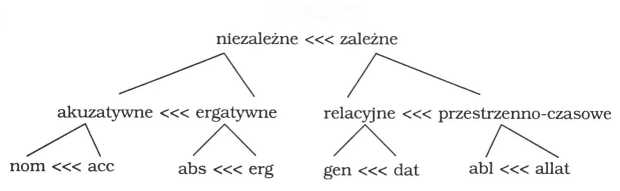 niezależne <<< zależne
akuzatywne <<< ergatywne relacyjne <<< przestrzenno-czasowe
nom <<< acc abs <<< erg gen <<< dat abl <<< allat